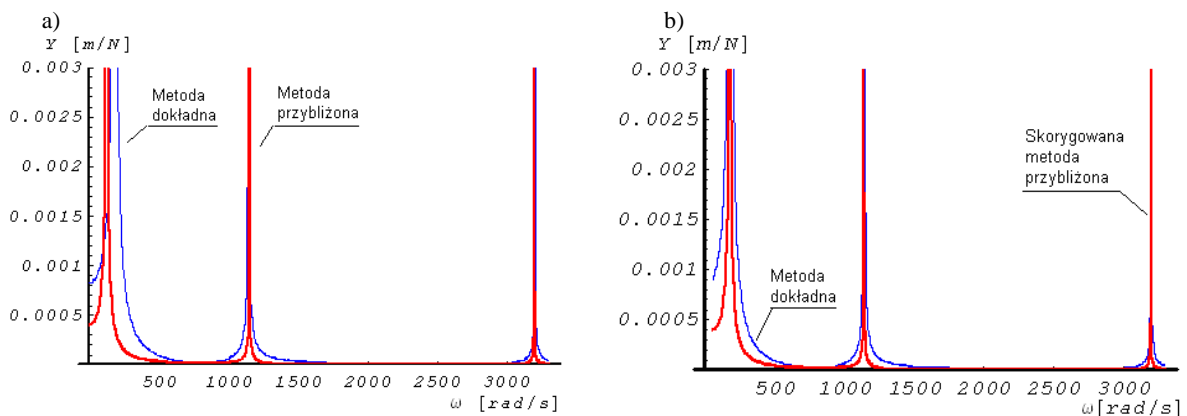 a)
Y [m/N]
0.003
0.0025
0.002
0.0015
0.001
0.0005
Metoda
dokładna
Metoda
przybliżona
500 1000 1500 2000 2500 3000
ω [rad/s]
b)
Y [m/N]
0.003
0.0025
0.002
0.0015
0.001
0.0005
Skorygowana
metoda
przybliżona
Metoda
dokładna
500 1000 1500 2000 2500 3000
ω[rad/s]